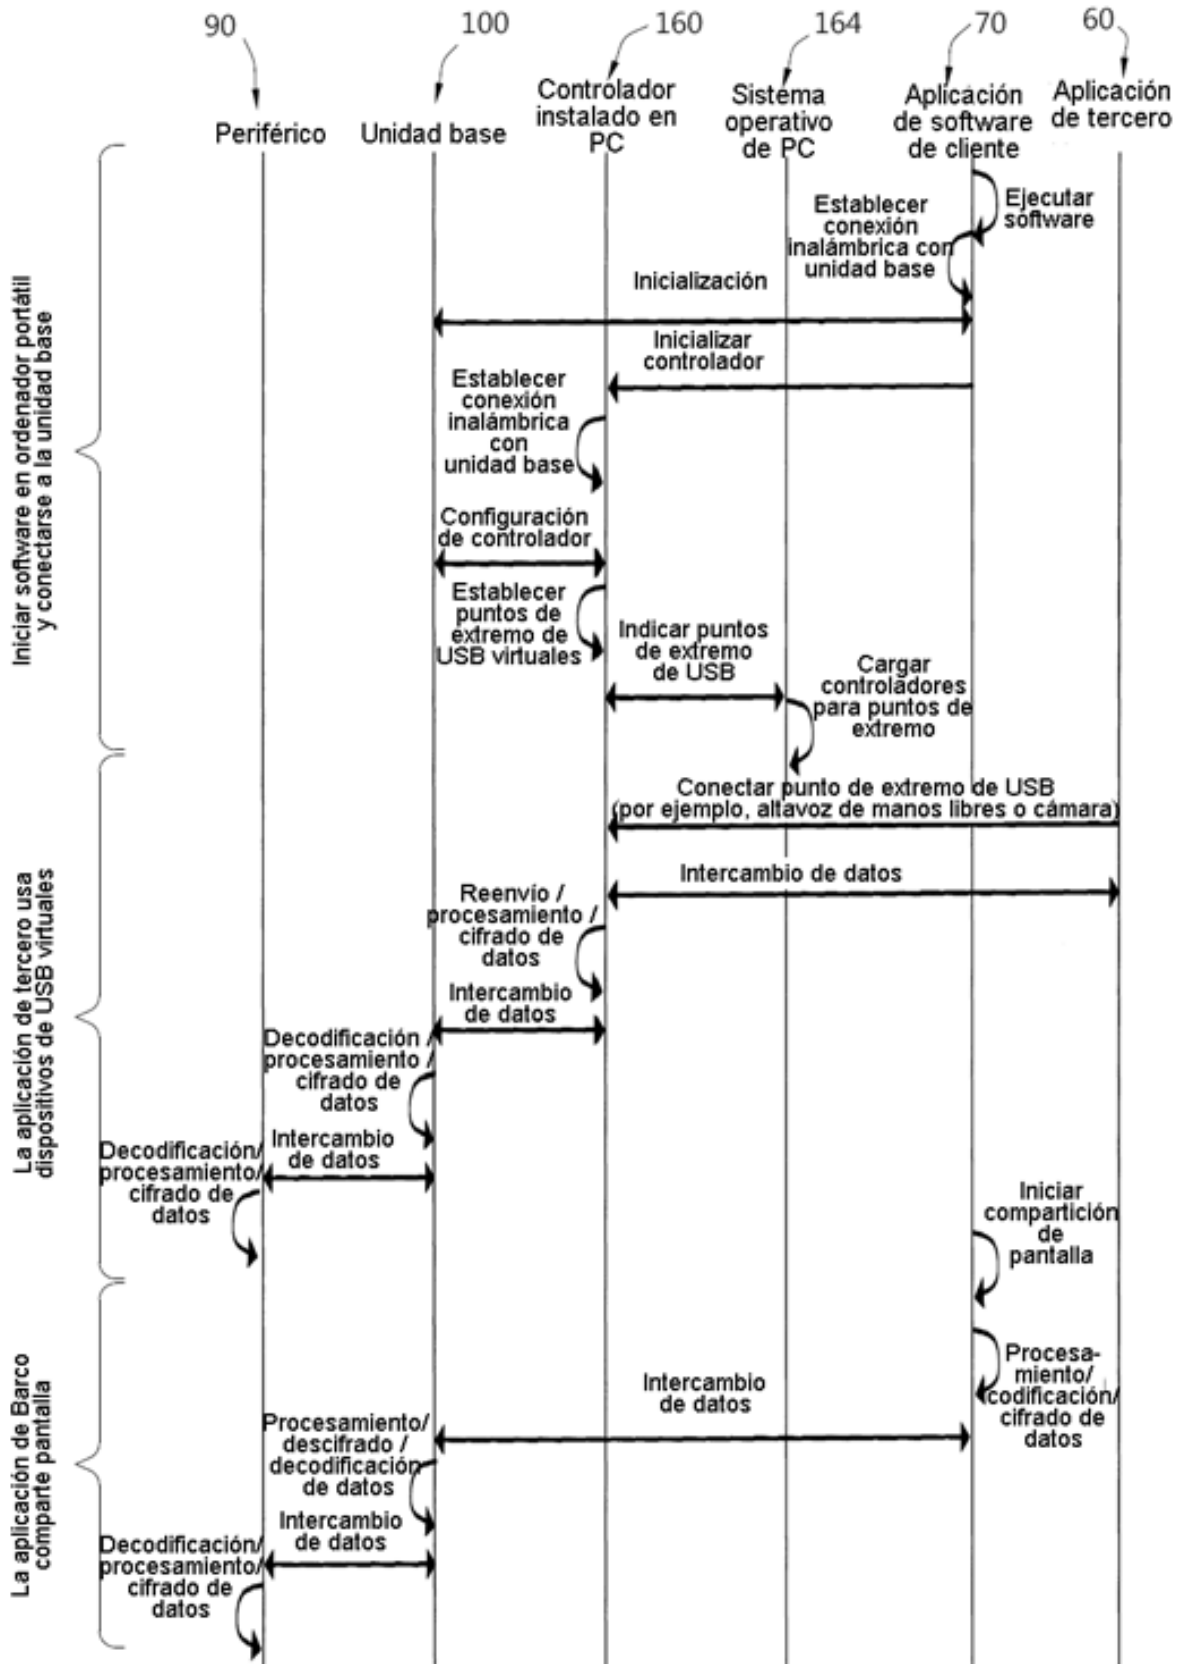 90
100
160
164
70
60
Periférico
Unidad base
Controlador
instalado en
PC
Sistema
operativo
de PC
Aplicación
de software
de cliente
Aplicación
de tercero
Iniciar software en ordenador portátil
y conectarse a la unidad base
Ejecutar
software
Establecer
conexión
inalámbrica con
unidad base
Inicialización
Inicializar
controlador
Establecer
conexión
inalámbrica
con
unidad base
Configuración
de controlador
Establecer
puntos de
extremo de
USB virtuales
Indicar puntos
de extremo
de USB
Cargar
controladores
para puntos de
extremo
La aplicación de tercero usa
dispositivos de USB virtuales
Conectar punto de extremo de USB
(por ejemplo, altavoz de manos libres o cámara)
Intercambio de datos
Reenvío /
procesamiento /
cifrado de
datos
Intercambio
de datos
Decodificación /
procesamiento /
cifrado de
datos
Intercambio
de datos
Decodificación/
procesamiento/
cifrado de
datos
La aplicación de Barco
comparte pantalla
Iniciar
compartición
de
pantalla
Procesa-
miento/
codificación/
cifrado de
datos
Intercambio
de datos
Procesamiento/
descifrado /
decodificación
de datos
Intercambio
de datos
Decodificación/
procesamiento/
cifrado de
datos